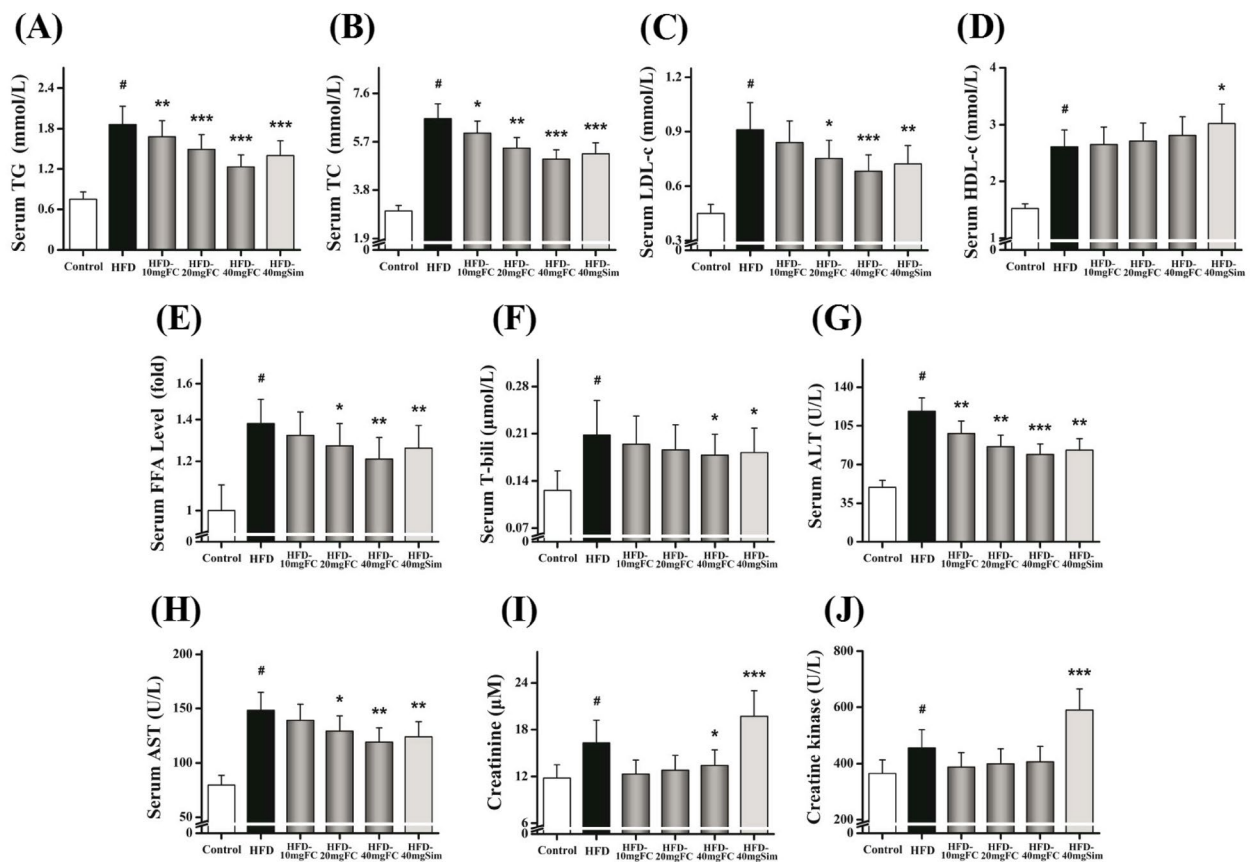 (A)
Serum TG (mmol/L)
2.4
1.8
1.2
0.6
0
#
**
***
***
***
Control
HFD
HFD-
10mgFC
HFD-
20mgFC
HFD-
40mgFC
HFD-
40mgSim
(B)
Serum TC (mmol/L)
7.6
5.7
3.8
1.9
0
#
*
**
***
***
Control
HFD
HFD-
10mgFC
HFD-
20mgFC
HFD-
40mgFC
HFD-
40mgSim
(C)
Serum LDL-c (mmol/L)
1.2
0.9
0.6
0.3
0
#
*
***
**
Control
HFD
HFD-
10mgFC
HFD-
20mgFC
HFD-
40mgFC
HFD-
40mgSim
(D)
Serum HDL-c (mmol/L)
4
3
2
1
0
#
*
Control
HFD
HFD-
10mgFC
HFD-
20mgFC
HFD-
40mgFC
HFD-
40mgSim
(E)
Serum FFA Level (fold)
1.6
1.4
1.2
1
0
#
*
**
**
Control
HFD
HFD-
10mgFC
HFD-
20mgFC
HFD-
40mgFC
HFD-
40mgSim
(F)
Serum T-bili (μmol/L)
0.28
0.21
0.14
0.07
0
#
*
*
Control
HFD
HFD-
10mgFC
HFD-
20mgFC
HFD-
40mgFC
HFD-
40mgSim
(G)
Serum ALT (U/L)
140
105
70
35
0
#
**
**
***
**
Control
HFD
HFD-
10mgFC
HFD-
20mgFC
HFD-
40mgFC
HFD-
40mgSim
(H)
Serum AST (U/L)
200
150
100
50
0
#
*
**
**
Control
HFD
HFD-
10mgFC
HFD-
20mgFC
HFD-
40mgFC
HFD-
40mgSim
(I)
Creatinine (μM)
24
18
12
6
0
#
*
***
Control
HFD
HFD-
10mgFC
HFD-
20mgFC
HFD-
40mgFC
HFD-
40mgSim
(J)
Creatine kinase (U/L)
800
600
400
200
0
#
***
Control
HFD
HFD-
10mgFC
HFD-
20mgFC
HFD-
40mgFC
HFD-
40mgSim